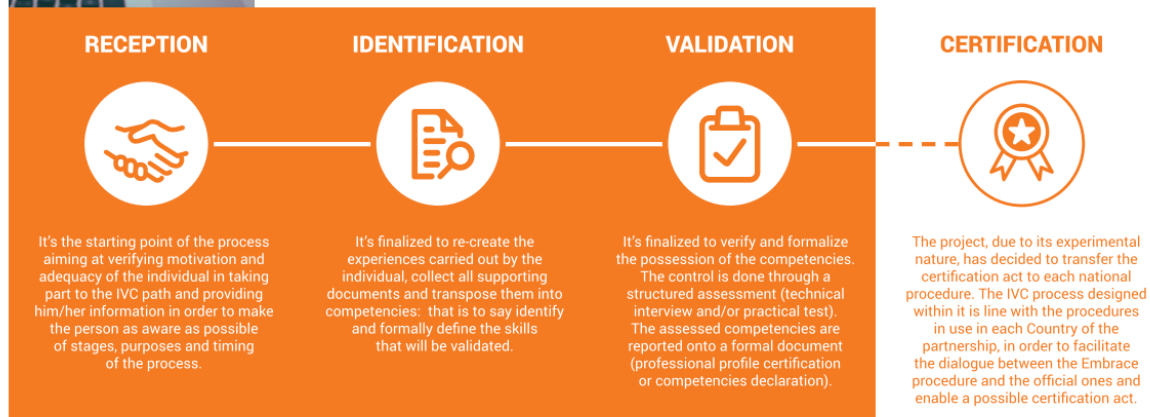 RECEPTION
It's the starting point of the process
aiming at verifying motivation and
adequacy of the individual in taking
part to the IVC path and providing
him/her information in order to make
the person as aware as possible
of stages, purposes and timing
of the process.
IDENTIFICATION
It's finalized to re-create the
experiences carried out by the
individual, collect all supporting
documents and transpose them into
competencies: that is to say identify
and formally define the skills
that will be validated.
VALIDATION
It's finalized to verify and formalize
the possession of the competencies.
The control is done through a
structured assessment (technical
interview and/or practical test).
The assessed competencies are
reported onto a formal document
(professional profile certification
or competencies declaration).
CERTIFICATION
The project, due to its experimental
nature, has decided to transfer the
certification act to each national
procedure. The IVC process designed
within it is line with the procedures
in use in each Country of the
partnership, in order to facilitate
the dialogue between the Embrace
procedure and the official ones and
enable a possible certification act.